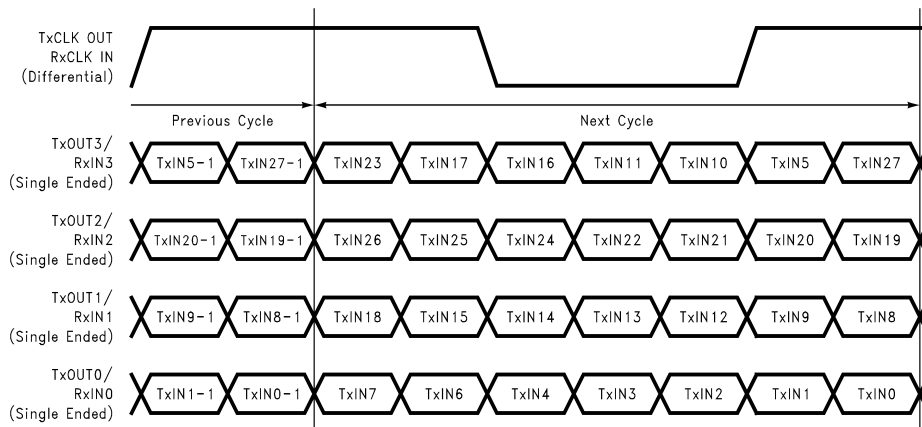 TxCLK OUT
RxCLK IN
(Differential)
Previous Cycle
Next Cycle
TxOUT3/
RxIN3
(Single Ended)
TxIN5-1 TxIN27-1 TxIN23 TxIN17 TxIN16 TxIN11 TxIN10 TxIN5 TxIN27
TxOUT2/
RxIN2
(Single Ended)
TxIN20-1 TxIN19-1 TxIN26 TxIN25 TxIN24 TxIN22 TxIN21 TxIN20 TxIN19
TxOUT1/
RxIN1
(Single Ended)
TxIN9-1 TxIN8-1 TxIN18 TxIN15 TxIN14 TxIN13 TxIN12 TxIN9 TxIN8
TxOUT0/
RxIN0
(Single Ended)
TxIN1-1 TxIN0-1 TxIN7 TxIN6 TxIN4 TxIN3 TxIN2 TxIN1 TxIN0